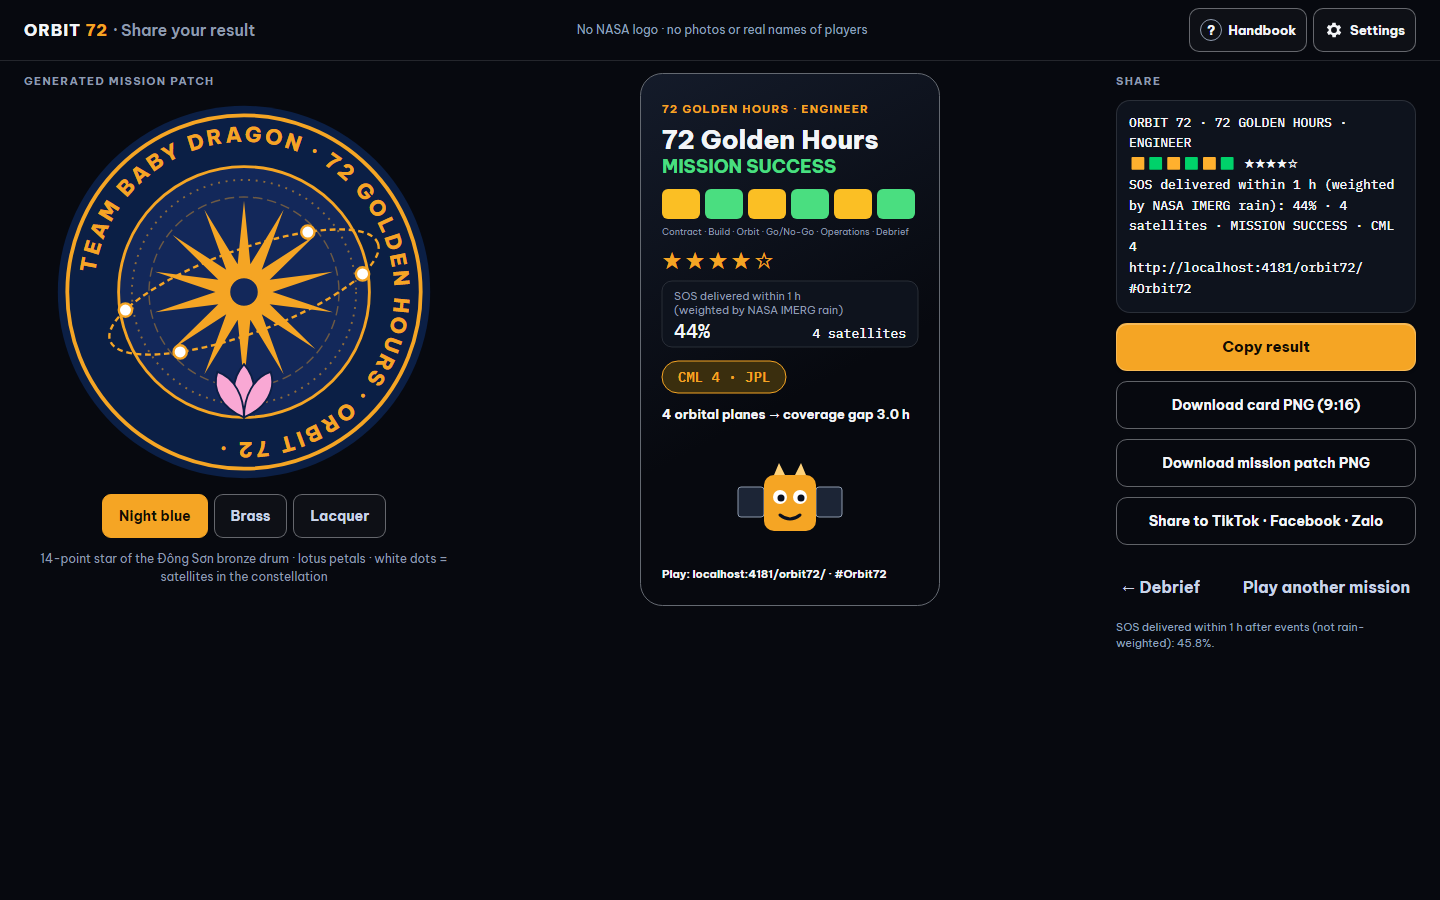 ORBIT 72 · Share your result
No NASA logo · no photos or real names of players
? Handbook
Settings
GENERATED MISSION PATCH
TEAM BABY DRAGON · 72 GOLDEN HOURS · ORBIT 72 ·
Night blue
Brass
Lacquer
14-point star of the Đông Sơn bronze drum · lotus petals · white dots =
satellites in the constellation
72 GOLDEN HOURS · ENGINEER
72 Golden Hours
MISSION SUCCESS
Contract · Build · Orbit · Go/No-Go · Operations · Debrief
★★★★☆
SOS delivered within 1 h
(weighted by NASA IMERG rain)
44%
4 satellites
CML 4 · JPL
4 orbital planes → coverage gap 3.0 h
Play: localhost:4181/orbit72/ · #Orbit72
SHARE
ORBIT 72 · 72 GOLDEN HOURS ·
ENGINEER
🟧🟩🟧🟩🟧🟩 ★★★★☆
SOS delivered within 1 h (weighted
by NASA IMERG rain): 44% · 4
satellites · MISSION SUCCESS · CML
4
http://localhost:4181/orbit72/
#Orbit72
Copy result
Download card PNG (9:16)
Download mission patch PNG
Share to TikTok · Facebook · Zalo
← Debrief
Play another mission
SOS delivered within 1 h after events (not rain-
weighted): 45.8%.